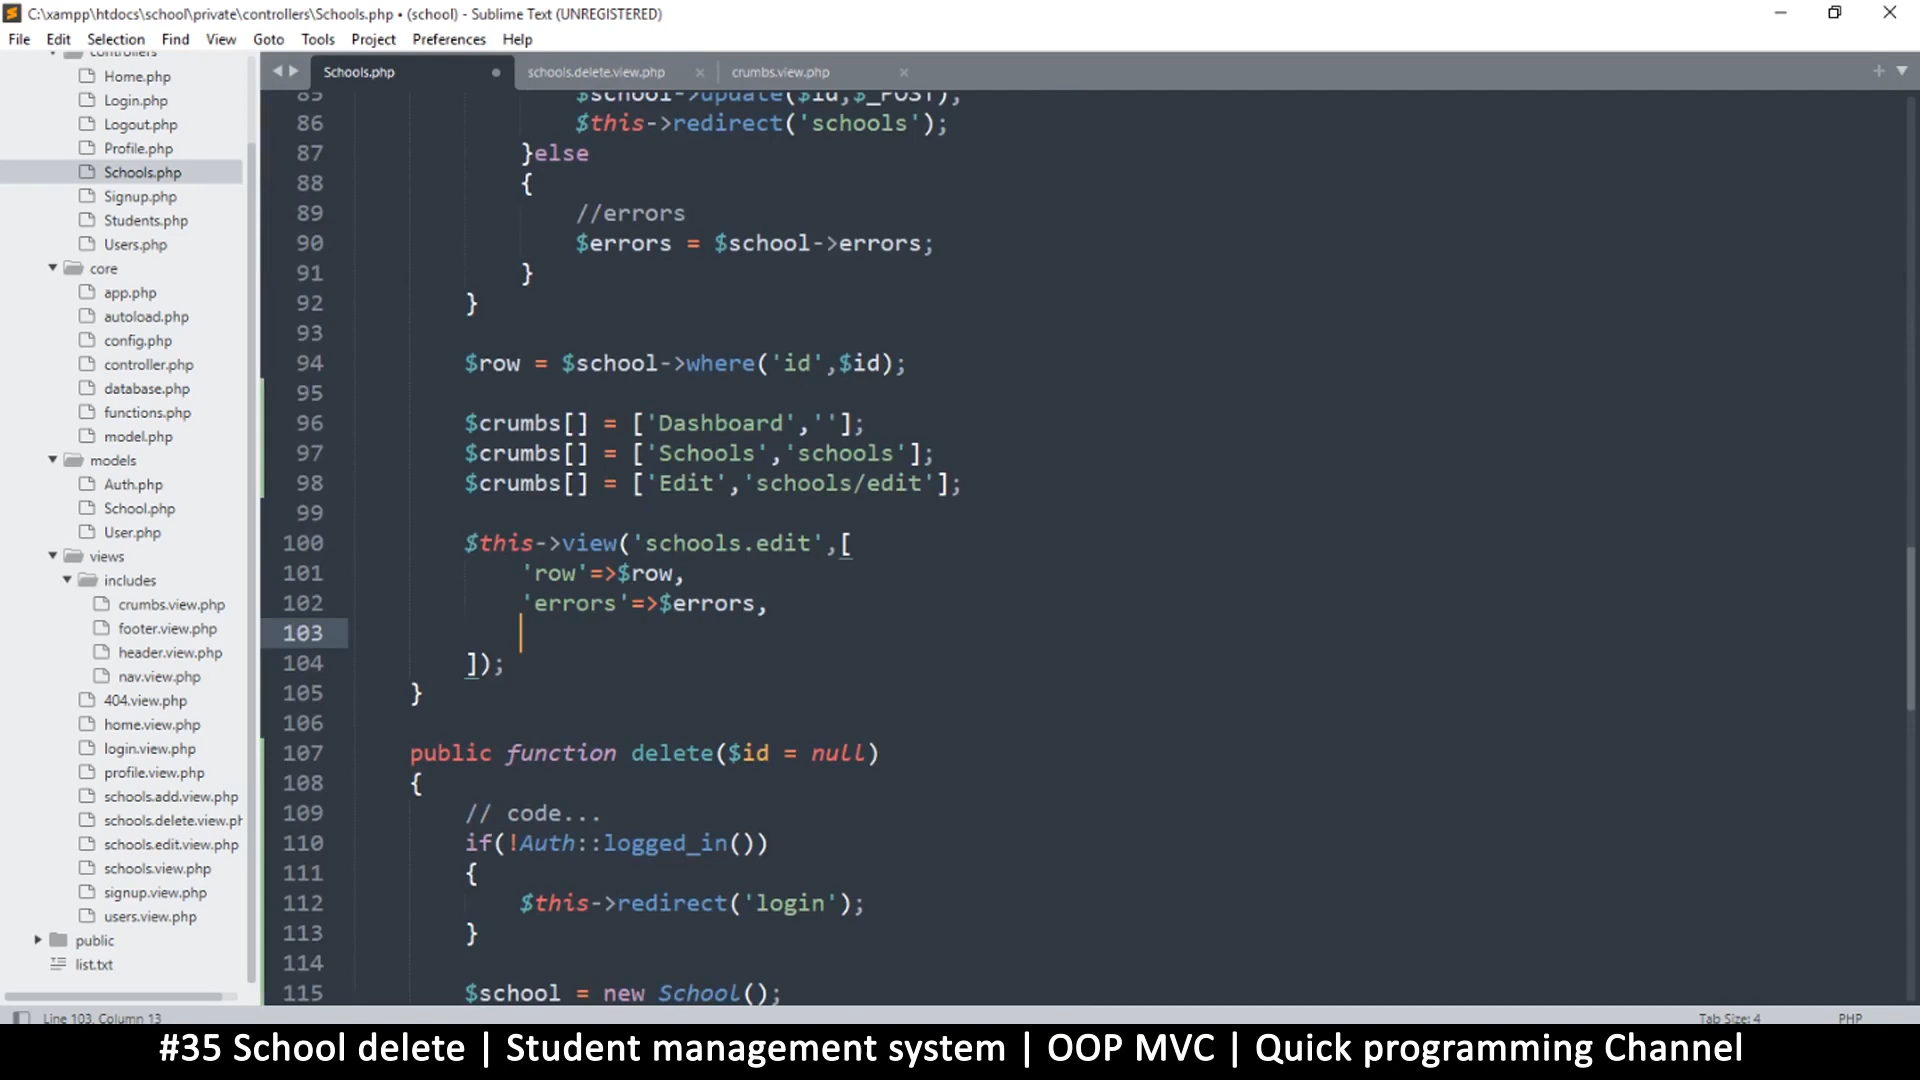 C:\xampp\htdocs\school\private\controllers\Schools.php • (school) - Sublime Text (UNREGISTERED)
File Edit Selection Find View Goto Tools Project Preferences Help
controllers
Home.php
Login.php
Logout.php
Profile.php
Schools.php
Signup.php
Students.php
Users.php
core
app.php
autoload.php
config.php
controller.php
database.php
functions.php
model.php
models
Auth.php
School.php
User.php
views
includes
crumbs.view.php
footer.view.php
header.view.php
nav.view.php
404.view.php
home.view.php
login.view.php
profile.view.php
schools.add.view.php
schools.delete.view.ph
schools.edit.view.php
schools.view.php
signup.view.php
users.view.php
public
list.txt
Schools.php schools.delete.view.php crumbs.view.php
85 $school->update($id,$_POST);
86 $this->redirect('schools');
87 }else
88 {
89 //errors
90 $errors = $school->errors;
91 }
92 }
93
94 $row = $school->where('id',$id);
95
96 $crumbs[] = ['Dashboard',''];
97 $crumbs[] = ['Schools','schools'];
98 $crumbs[] = ['Edit','schools/edit'];
99
100 $this->view('schools.edit',[
101 'row'=>$row,
102 'errors'=>$errors,
103
104 ]);
105 }
106
107 public function delete($id = null)
108 {
109 // code...
110 if(!Auth::logged_in())
111 {
112 $this->redirect('login');
113 }
114
115 $school = new School();
Line 103, Column 13 Tab Size: 4 PHP
#35 School delete | Student management system | OOP MVC | Quick programming Channel